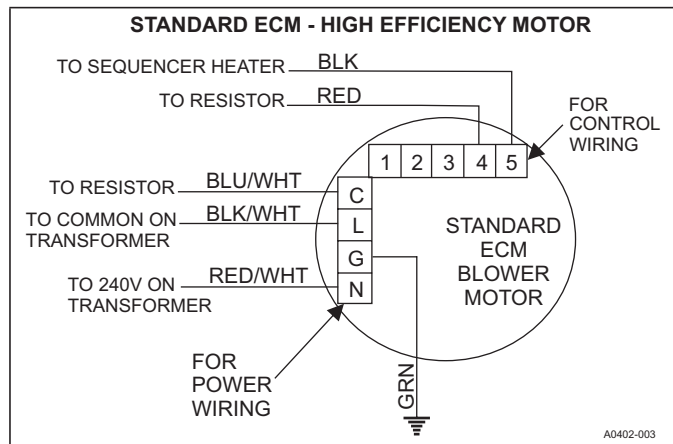 STANDARD ECM - HIGH EFFICIENCY MOTOR
TO SEQUENCER HEATER
BLK
TO RESISTOR
RED
FOR
CONTROL
WIRING
1 2 3 4 5
TO RESISTOR
BLU/WHT
C
TO COMMON ON
TRANSFORMER
BLK/WHT
L
G
TO 240V ON
TRANSFORMER
RED/WHT
N
STANDARD
ECM
BLOWER
MOTOR
FOR
POWER
WIRING
GRN
A0402-003